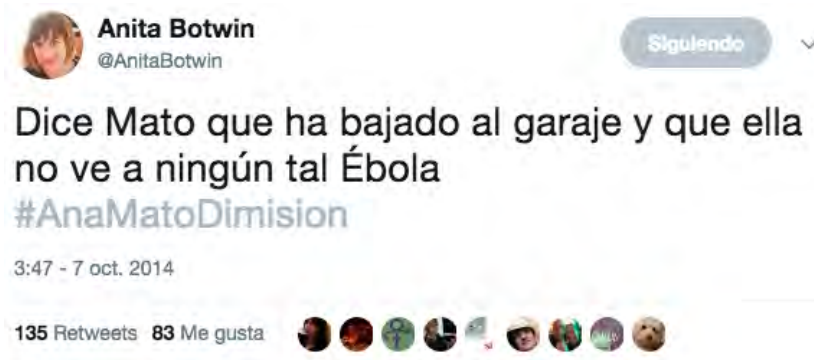 Anita Botwin
@AnitaBotwin
Siguiendo
Dice Mato que ha bajado al garaje y que ella
no ve a ningún tal Ébola
#AnaMatoDimision
3:47 - 7 oct. 2014
135 Retweets 83 Me gusta